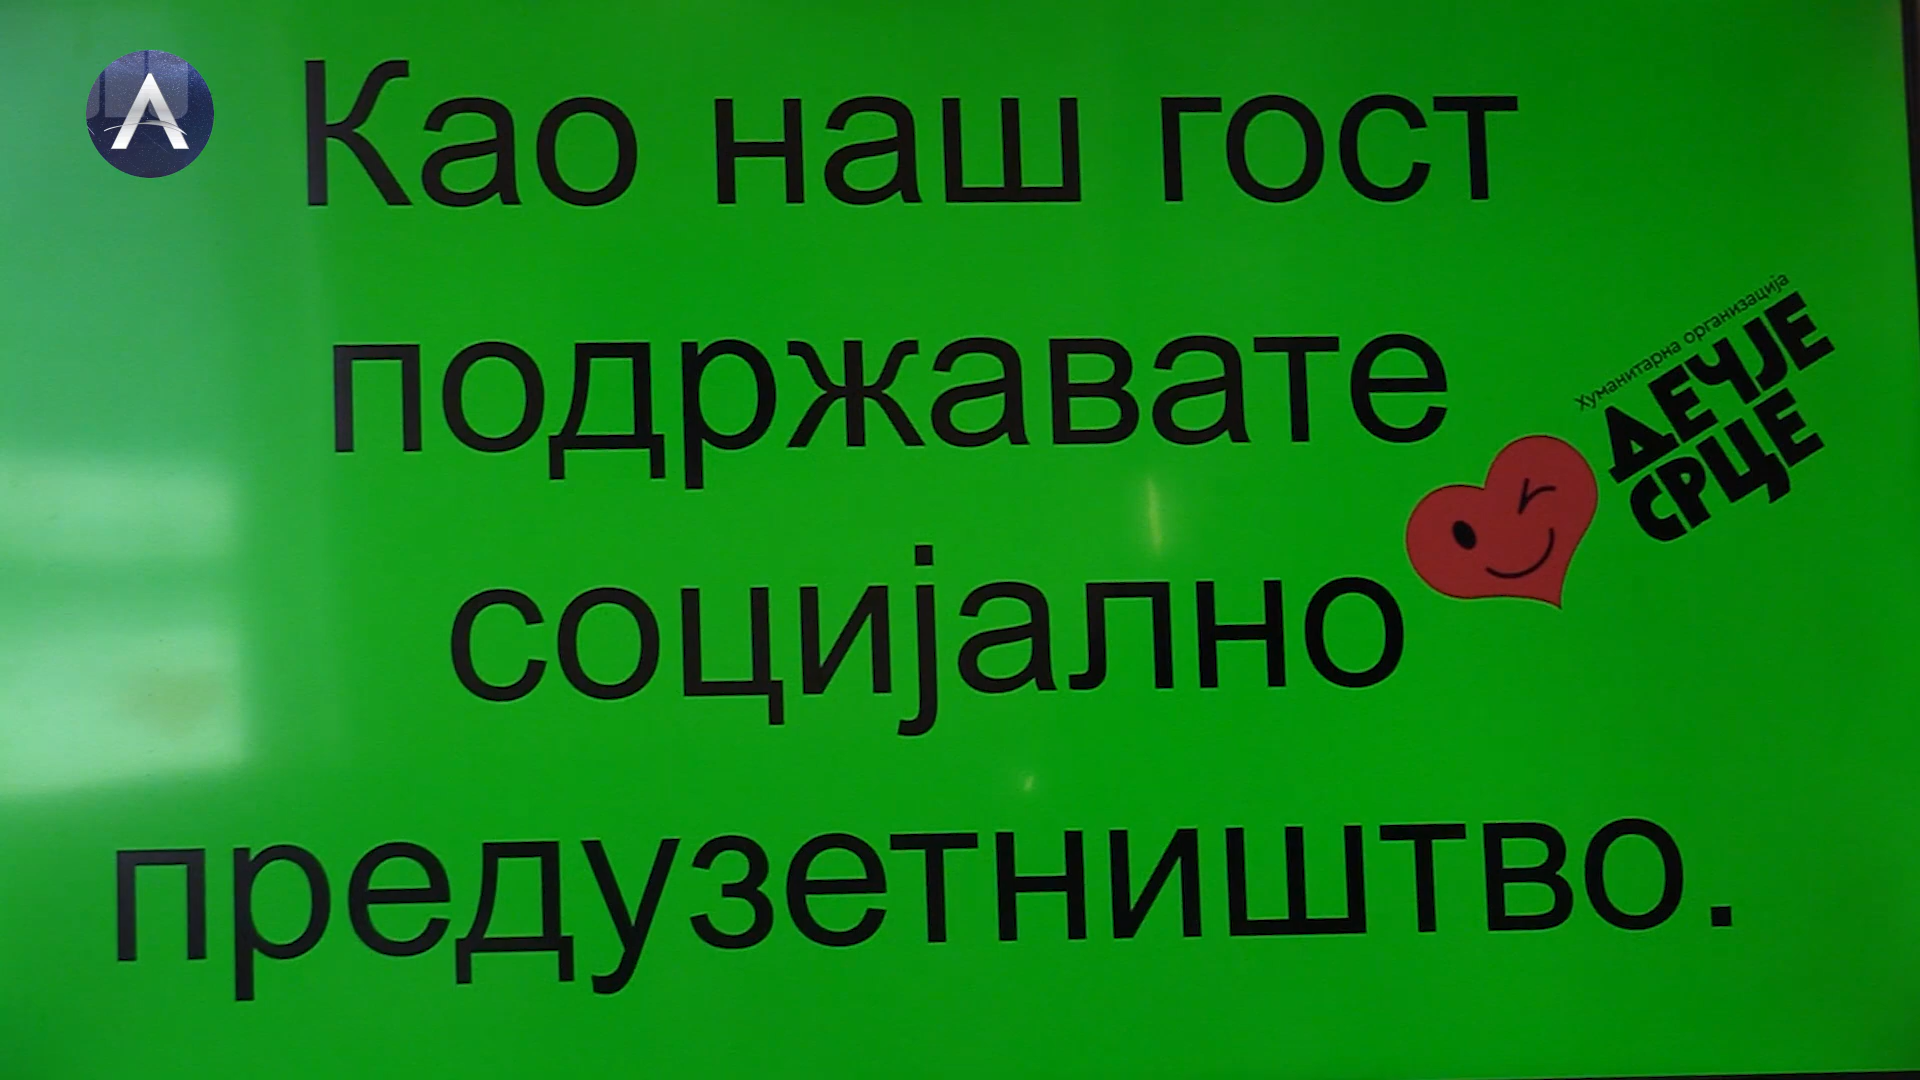 Као наш гост
подржавате
социјално
предузетништво.
Хуманитарна организација
ДЕЧЈЕ
СРЦЕ
A